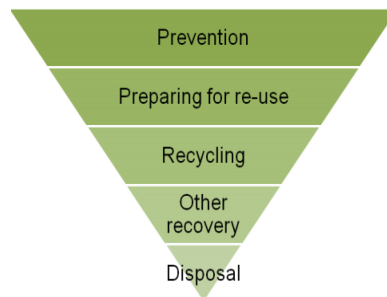 Prevention
Preparing for re-use
Recycling
Other
recovery
Disposal